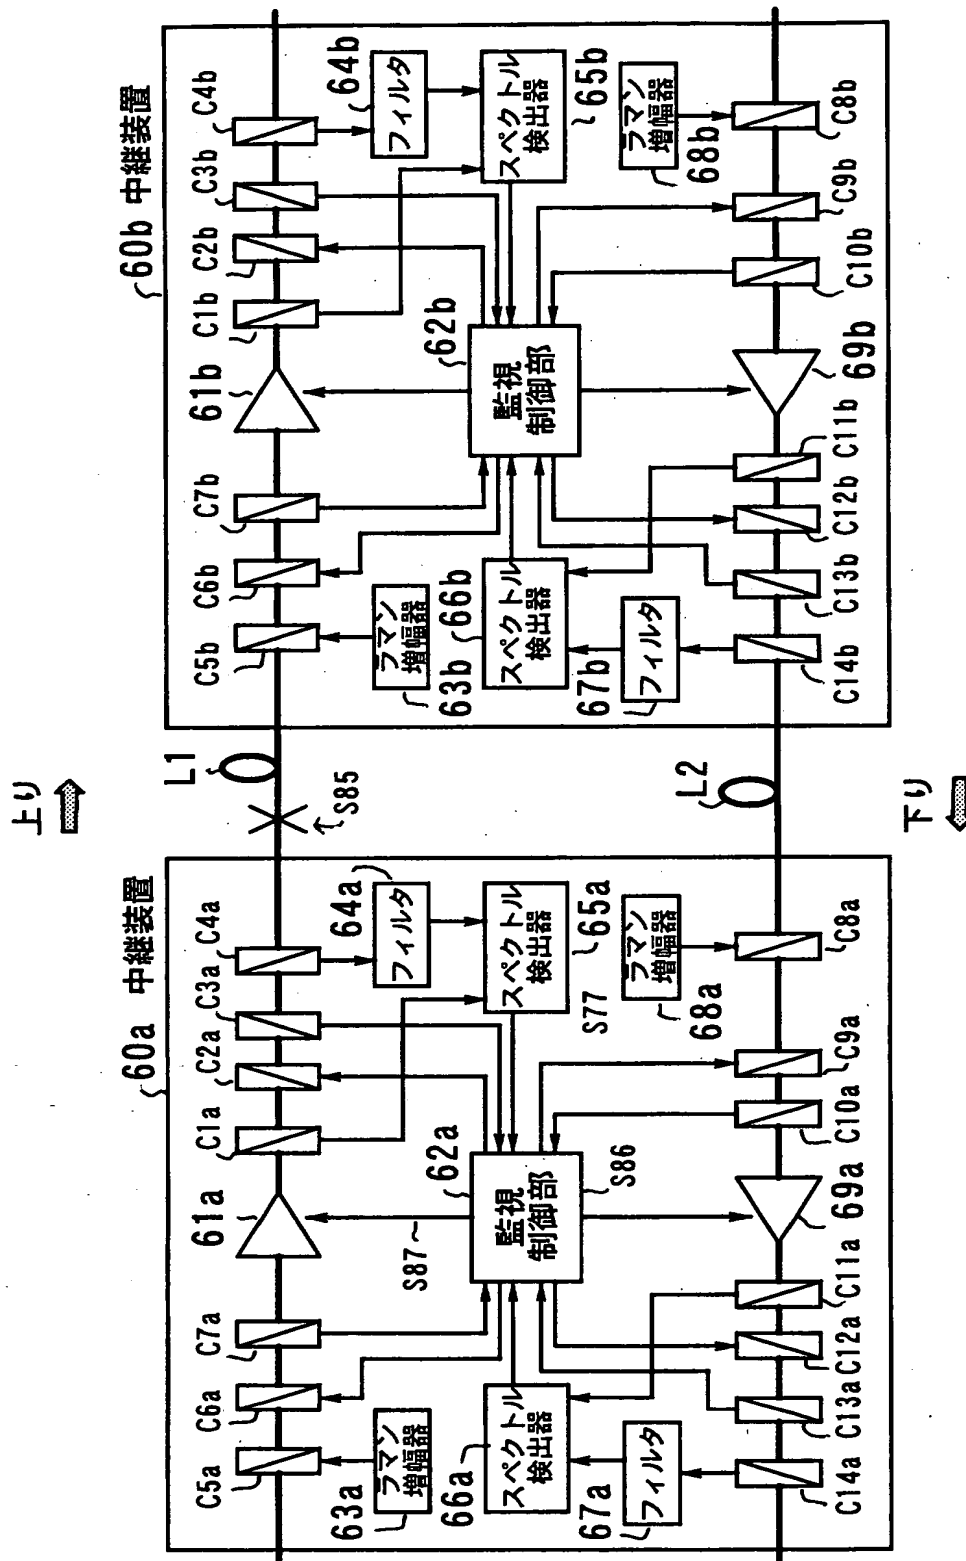 上り
下り
60a 中継装置
C5a
C6a
C7a
61a
C1a
C2a
C3a
C4a
63a
ラマン
増幅器
66a
スペクトル
検出器
67a
フィルタ
S87
62a
監視
制御部
S86
64a
フィルタ
スペクトル
検出器
65a
S77
ラマン
増幅器
68a
C14a
C13a
C12a
C11a
69a
C10a
C9a
C8a
L1
S85
L2
60b 中継装置
C5b
C6b
C7b
61b
C1b
C2b
C3b
C4b
63b
ラマン
増幅器
66b
スペクトル
検出器
67b
フィルタ
62b
監視
制御部
64b
フィルタ
スペクトル
検出器
65b
ラマン
増幅器
68b
C14b
C13b
C12b
C11b
69b
C10b
C9b
C8b